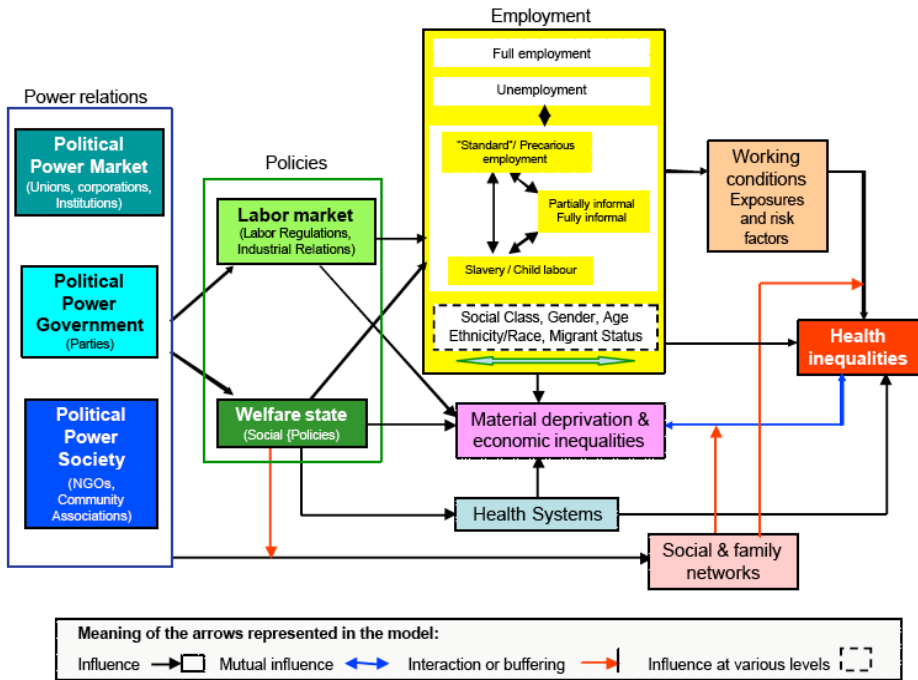 Employment
Full employment
Unemployment
"Standard"/ Precarious
employment
Partially informal
Fully informal
Slavery / Child labour
Social Class, Gender, Age
Ethnicity/Race, Migrant Status
Power relations
Political
Power Market
(Unions, corporations,
Institutions)
Political
Power
Government
(Parties)
Political
Power
Society
(NGOs,
Community
Associations)
Policies
Labor market
(Labor Regulations,
Industrial Relations)
Welfare state
(Social {Policies)
Working
conditions
Exposures
and risk
factors
Health
inequalities
Material deprivation &
economic inequalities
Health Systems
Social & family
networks
Meaning of the arrows represented in the model:
Influence
Mutual influence
Interaction or buffering
Influence at various levels